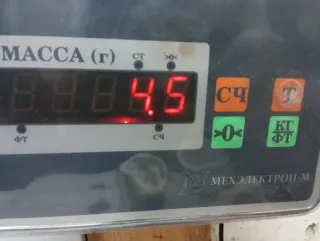 МАССА (г)
СТ
>0<
4.5
ФТ
СЧ
СЧ
Т
>0<
КГ
ФТ
МЕХЭЛЕКТРОН-М